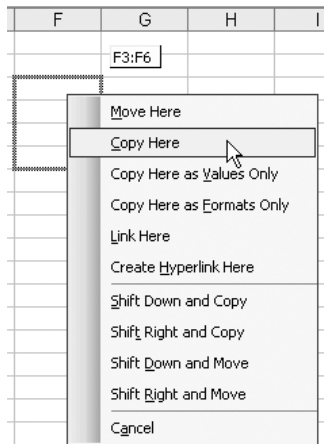 F G H I
F3:F6
Move Here
Copy Here
Copy Here as Values Only
Copy Here as Formats Only
Link Here
Create Hyperlink Here
Shift Down and Copy
Shift Right and Copy
Shift Down and Move
Shift Right and Move
Cancel